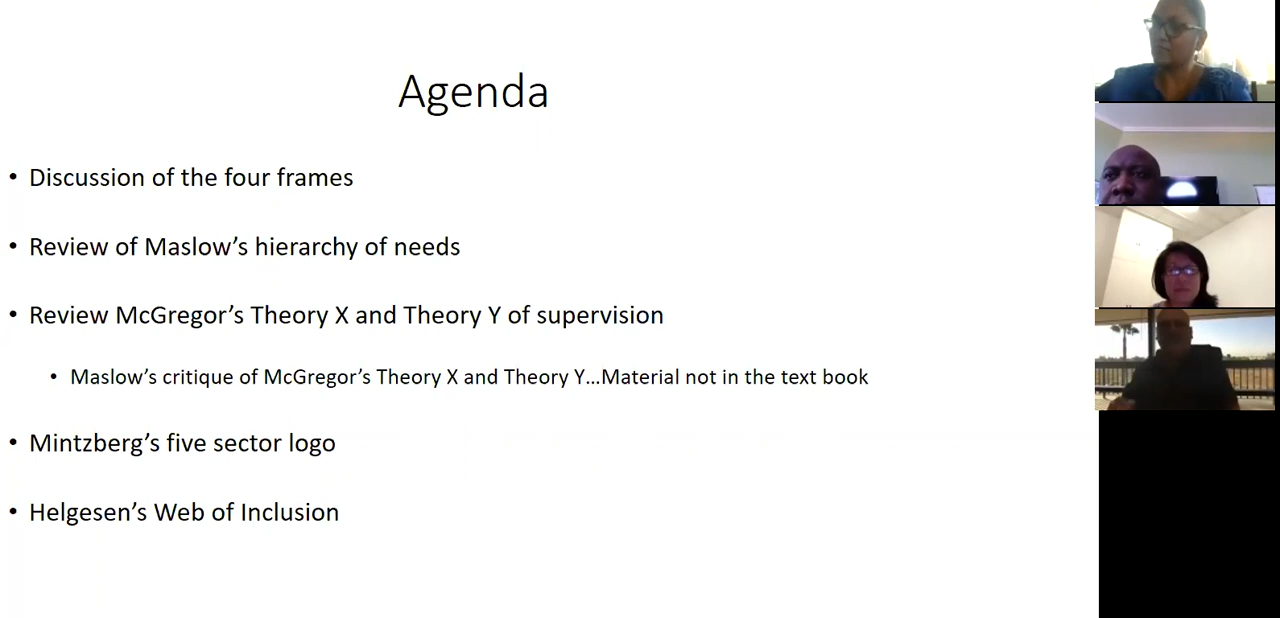 Agenda
• Discussion of the four frames
• Review of Maslow’s hierarchy of needs
• Review McGregor’s Theory X and Theory Y of supervision
• Maslow’s critique of McGregor’s Theory X and Theory Y…Material not in the text book
• Mintzberg’s five sector logo
• Helgesen’s Web of Inclusion